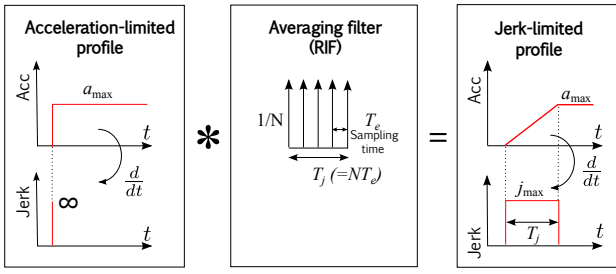 Acceleration-limited
profile
Acc
a_max
t
d/dt
Jerk
∞
t
*
Averaging filter
(RIF)
1/N
T_e
Sampling
time
T_j (=NT_e)
=
Jerk-limited
profile
Acc
a_max
t
d/dt
Jerk
j_max
T_j
t